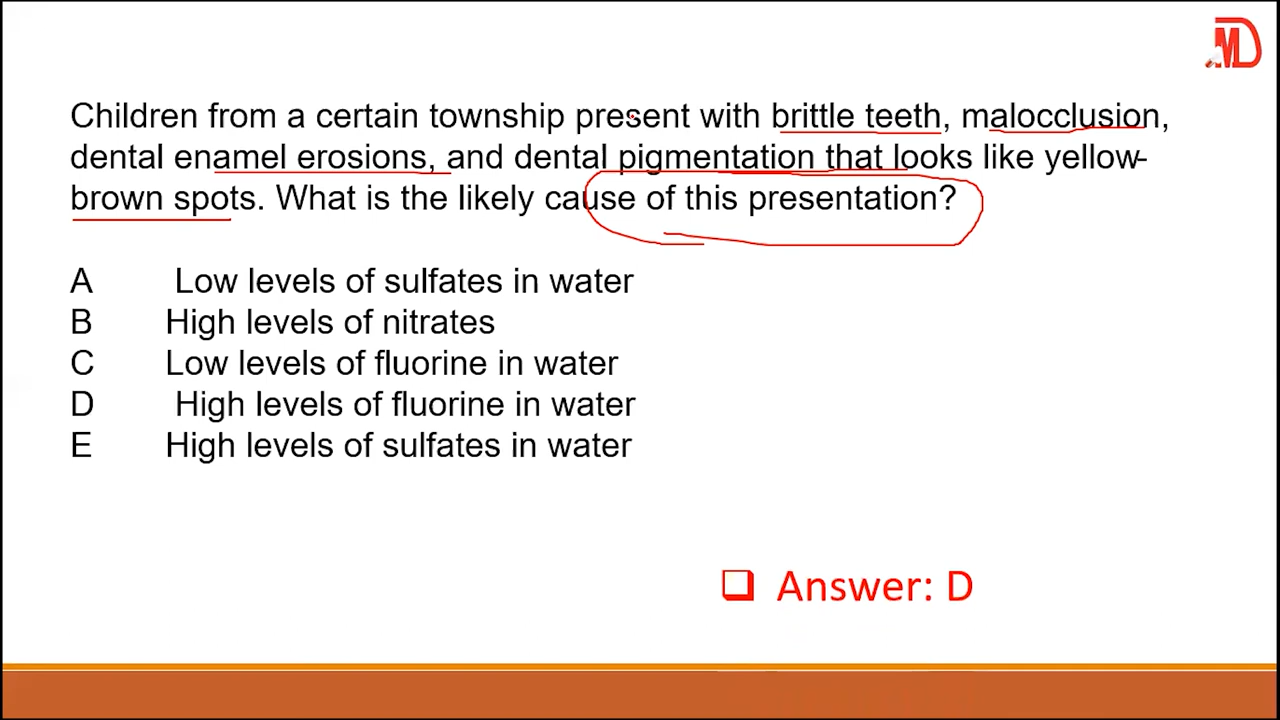 MD
Children from a certain township present with brittle teeth, malocclusion,
dental enamel erosions, and dental pigmentation that looks like yellow-
brown spots. What is the likely cause of this presentation?
A Low levels of sulfates in water
B High levels of nitrates
C Low levels of fluorine in water
D High levels of fluorine in water
E High levels of sulfates in water
Answer: D